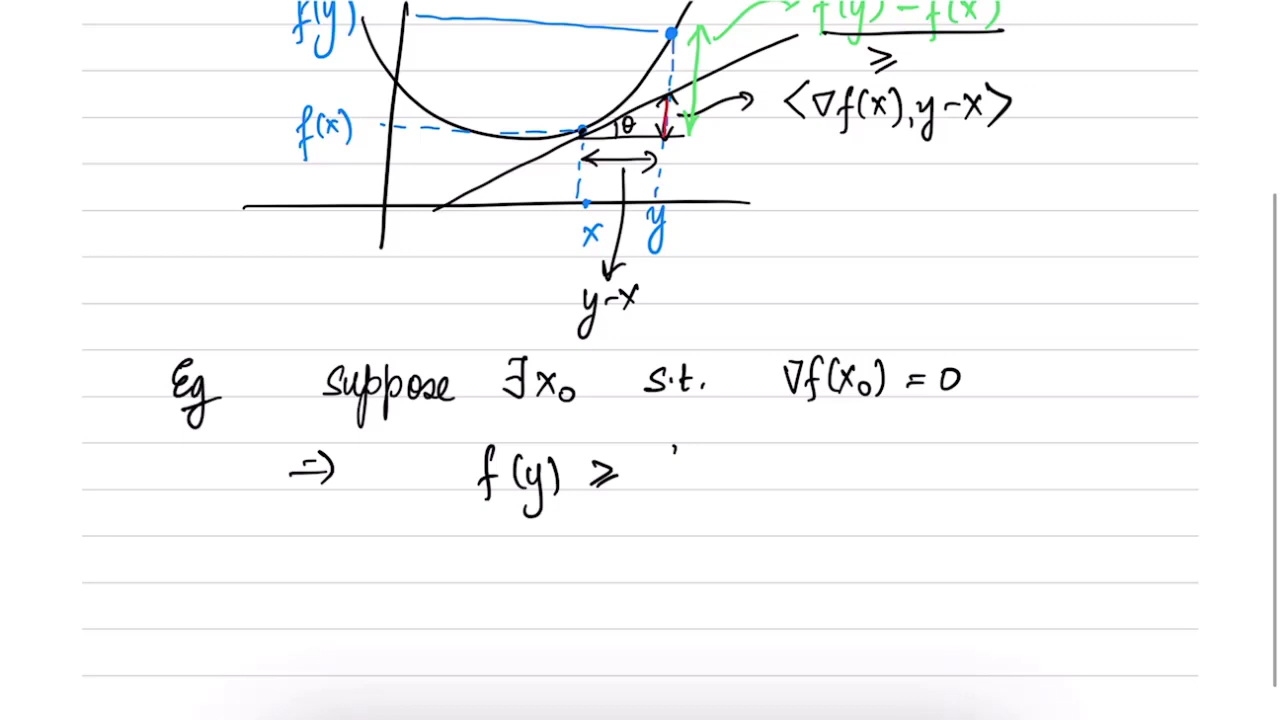 f(y)
f(y) - f(x)
≥
⟨∇f(x), y-x⟩
f(x)
θ
x
y
y-x
Eg suppose ∃ x₀ s.t. ∇f(x₀) = 0
⇒ f(y) ≥